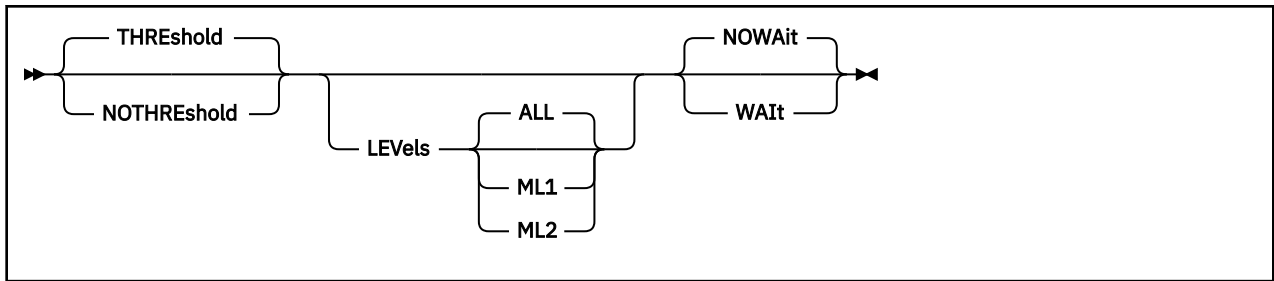 THREshold
NOWAit
NOTHREshold
ALL
WAIt
LEVels
ML1
ML2